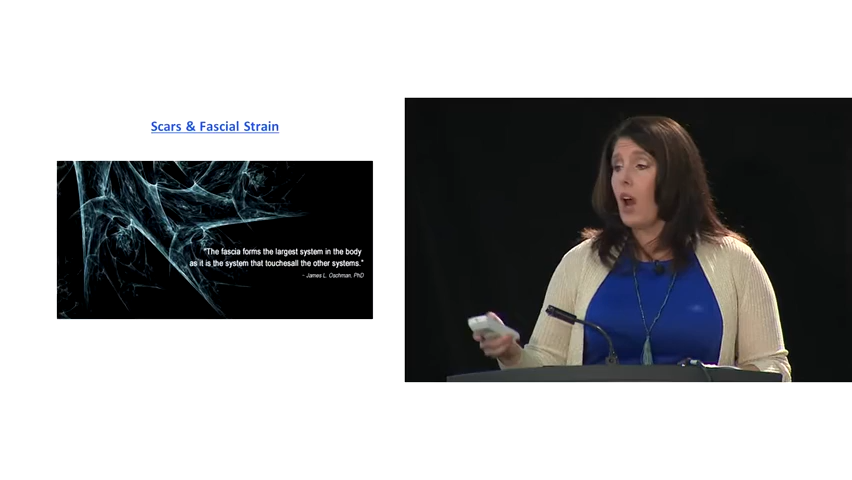 Scars & Fascial Strain
"The fascia forms the largest system in the body
as it is the system that touchesall the other systems."
~ James L. Oschman, PhD